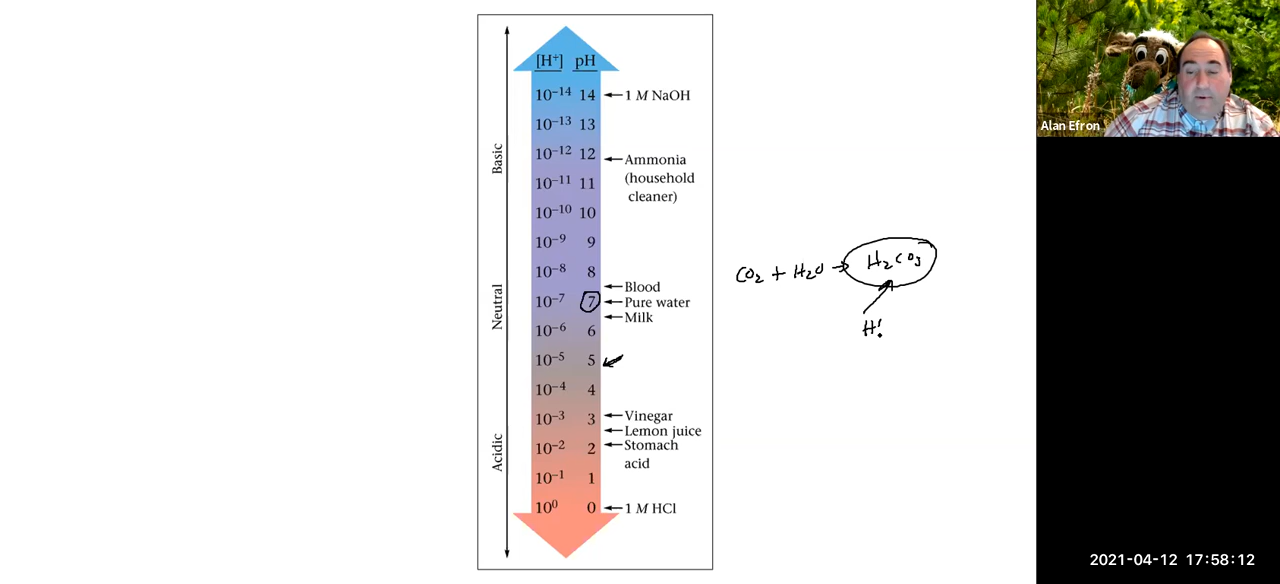 [H⁺] pH
10⁻¹⁴ 14 1 M NaOH
10⁻¹³ 13
10⁻¹² 12 Ammonia
(household
cleaner)
10⁻¹¹ 11
10⁻¹⁰ 10
10⁻⁹ 9
10⁻⁸ 8
Blood
10⁻⁷ 7 Pure water
Milk
10⁻⁶ 6
10⁻⁵ 5
10⁻⁴ 4
10⁻³ 3 Vinegar
Lemon juice
10⁻² 2 Stomach
acid
10⁻¹ 1
10⁰ 0 1 M HCl
Basic
Neutral
Acidic
CO₂ + H₂O → H₂CO₃
H!
Alan Efron
2021-04-12 17:58:12